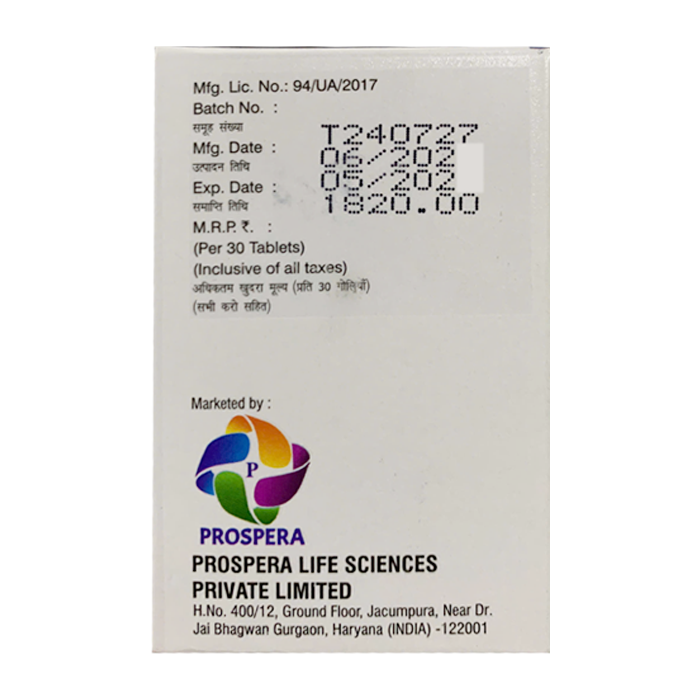 Mfg. Lic. No.: 94/UA/2017
Batch No. :
समूह संख्या
T240727
Mfg. Date :
06/202
उत्पादन तिथि
05/202
Exp. Date :
समाप्ति तिथि
1820.00
M.R.P. ₹. :
(Per 30 Tablets)
(Inclusive of all taxes)
अधिकतम खुदरा मूल्य (प्रति 30 गोलियाँ)
(सभी करो सहित)
Marketed by :
P
PROSPERA
PROSPERA LIFE SCIENCES
PRIVATE LIMITED
H.No. 400/12, Ground Floor, Jacumpura, Near Dr.
Jai Bhagwan Gurgaon, Haryana (INDIA) -122001